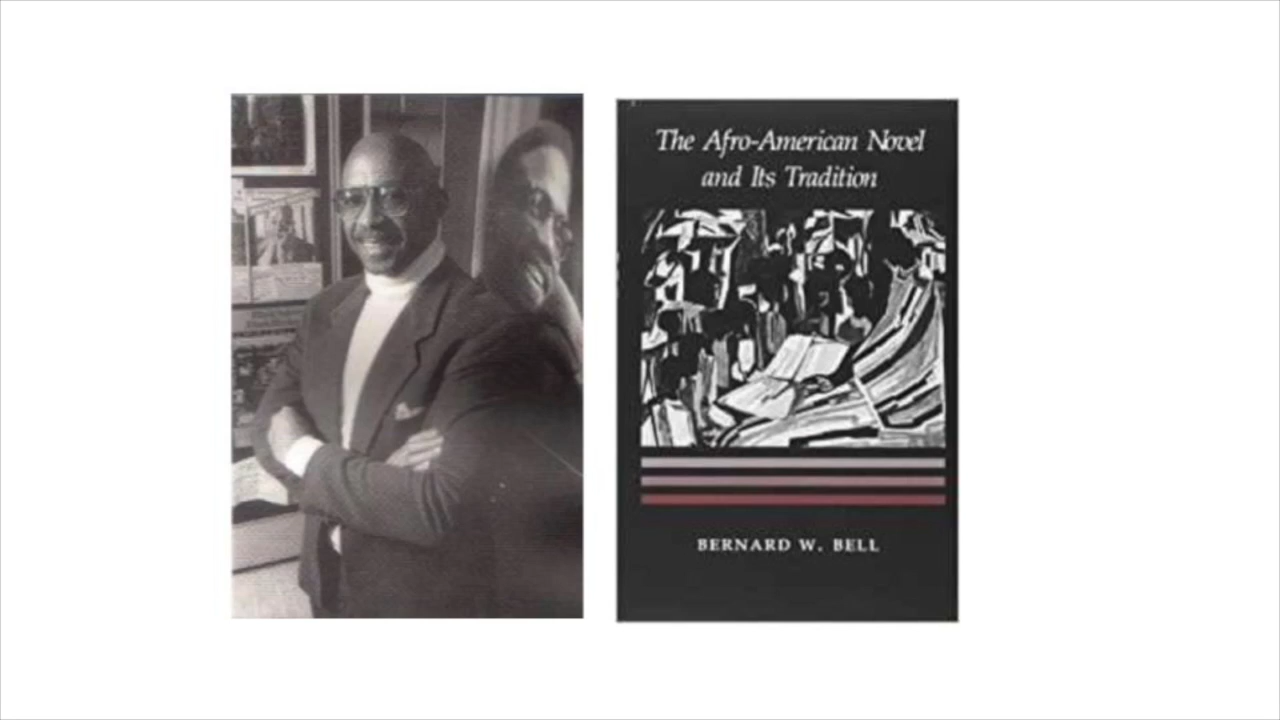 The Afro-American Novel
and Its Tradition
BERNARD W. BELL